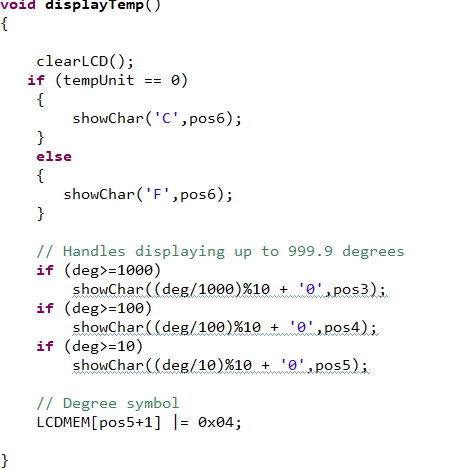 void displayTemp()
{
clearLCD();
if (tempUnit == 0)
{
showChar('C',pos6);
}
else
{
showChar('F',pos6);
}
// Handles displaying up to 999.9 degrees
if (deg>=1000)
showChar((deg/1000)%10 + '0',pos3);
if (deg>=100)
showChar((deg/100)%10 + '0',pos4);
if (deg>=10)
showChar((deg/10)%10 + '0',pos5);
// Degree symbol
LCDMEM[pos5+1] |= 0x04;
}